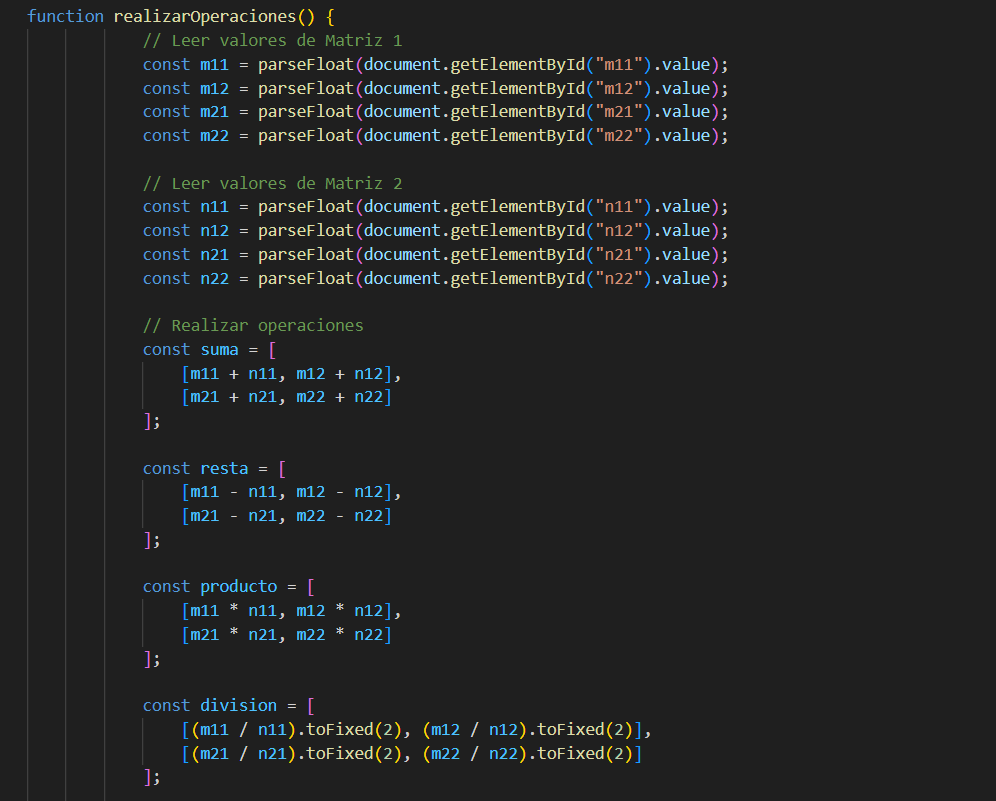 function realizarOperaciones() {
// Leer valores de Matriz 1
const m11 = parseFloat(document.getElementById("m11").value);
const m12 = parseFloat(document.getElementById("m12").value);
const m21 = parseFloat(document.getElementById("m21").value);
const m22 = parseFloat(document.getElementById("m22").value);
// Leer valores de Matriz 2
const n11 = parseFloat(document.getElementById("n11").value);
const n12 = parseFloat(document.getElementById("n12").value);
const n21 = parseFloat(document.getElementById("n21").value);
const n22 = parseFloat(document.getElementById("n22").value);
// Realizar operaciones
const suma = [
[m11 + n11, m12 + n12],
[m21 + n21, m22 + n22]
];
const resta = [
[m11 - n11, m12 - n12],
[m21 - n21, m22 - n22]
];
const producto = [
[m11 * n11, m12 * n12],
[m21 * n21, m22 * n22]
];
const division = [
[(m11 / n11).toFixed(2), (m12 / n12).toFixed(2)],
[(m21 / n21).toFixed(2), (m22 / n22).toFixed(2)]
];